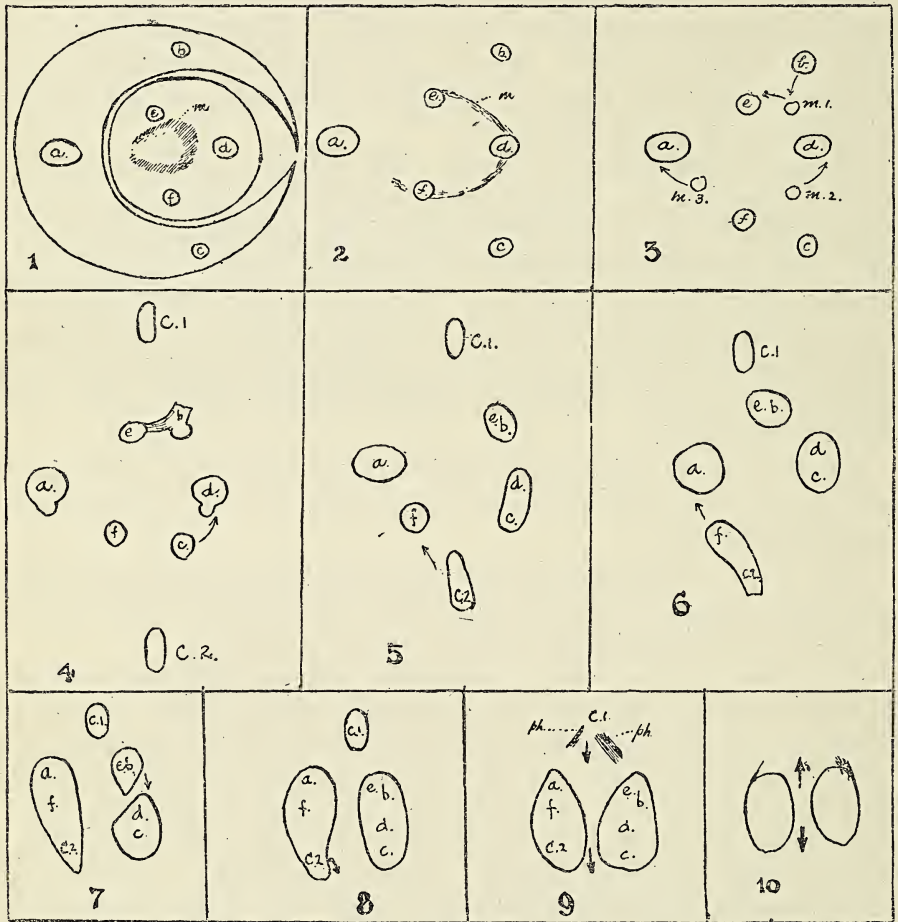 b
e
m
a.
d
f
c
1
b.
e.
m
a.
d.
f
c
2
b.
e
m.1.
a.
d.
m.3.
m.2.
f
c
3
C.1
e
b
a.
d.
f
c.
C.2.
4
C.1.
e.b.
a.
d.
c.
f
C.2
5
C.1
e.b.
a.
d
c.
f.
C.2.
6
C.1.
e.b.
a.
f.
d.
c.
C.2
7
C.1.
a.
f.
C.2
e.b.
d.
c.
8
C.1.
ph.
ph.
a.
f.
C.2
e.b.
d.
c.
9
10